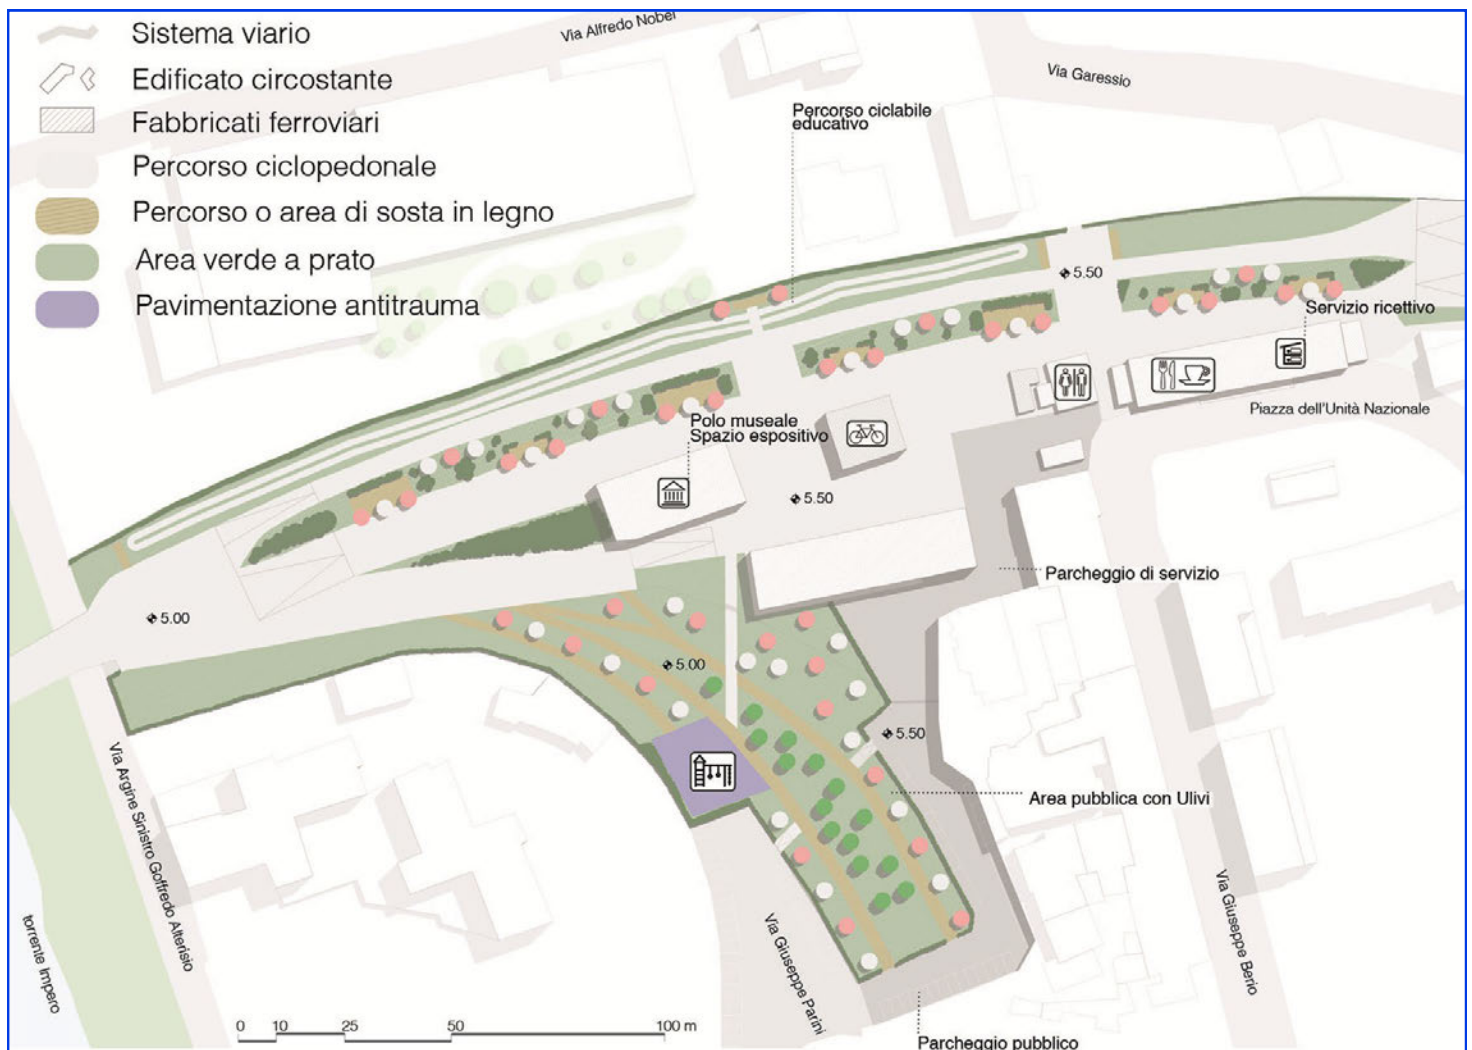 Sistema viario
Edificato circostante
Fabbricati ferroviari
Percorso ciclopedonale
Percorso o area di sosta in legno
Area verde a prato
Pavimentazione antitrauma
Via Alfredo Nobel
Via Garessio
Percorso ciclabile
educativo
5.50
Servizio ricettivo
Piazza dell'Unità Nazionale
Polo museale
Spazio espositivo
5.50
Parcheggio di servizio
5.00
5.00
5.50
Area pubblica con Ulivi
Via Argine Sinistro Goffredo Alterisio
torrente Impero
Via Giuseppe Parini
Via Giuseppe Berio
0 10 25 50 100 m
Parcheggio pubblico